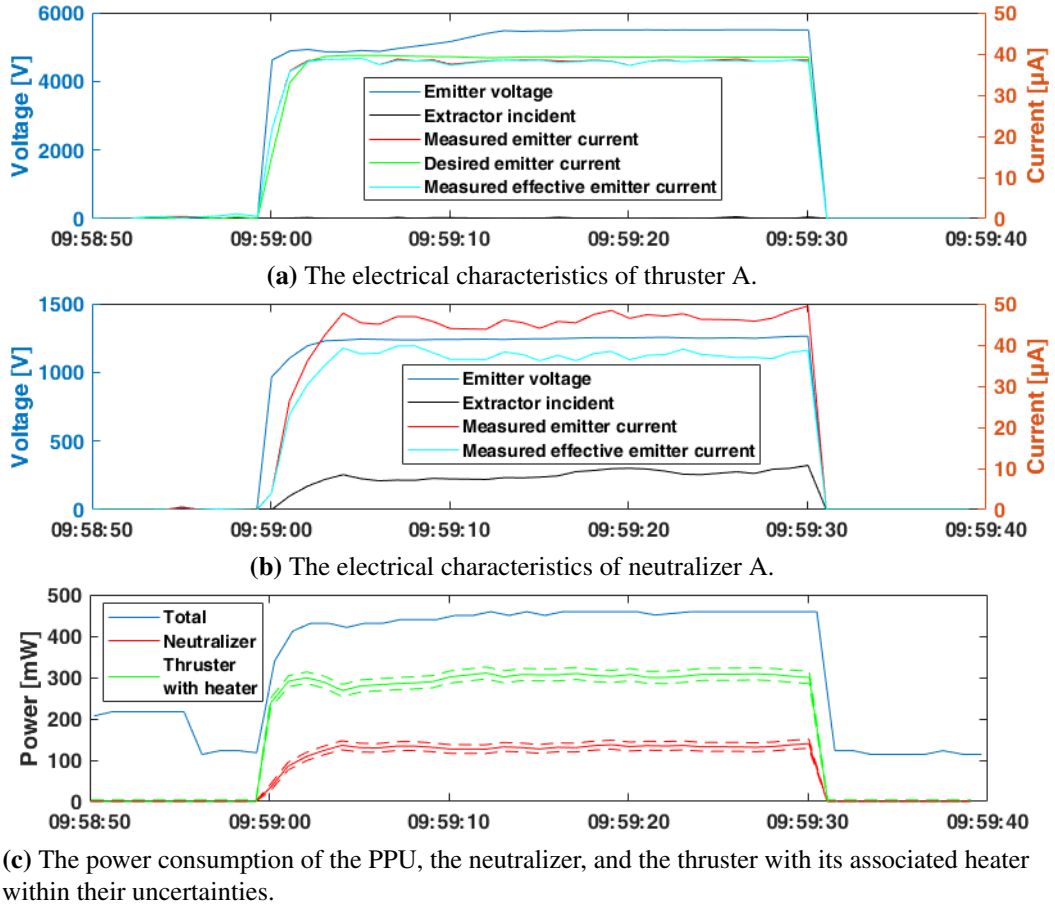 6000
4000
2000
0
Voltage [V]
50
40
30
20
10
0
Current [µA]
Emitter voltage
Extractor incident
Measured emitter current
Desired emitter current
Measured effective emitter current
09:58:50
09:59:00
09:59:10
09:59:20
09:59:30
09:59:40
(a) The electrical characteristics of thruster A.
1500
1000
500
0
Voltage [V]
50
40
30
20
10
0
Current [µA]
Emitter voltage
Extractor incident
Measured emitter current
Measured effective emitter current
09:58:50
09:59:00
09:59:10
09:59:20
09:59:30
09:59:40
(b) The electrical characteristics of neutralizer A.
500
400
300
200
100
0
Power [mW]
Total
Neutralizer
Thruster
with heater
09:58:50
09:59:00
09:59:10
09:59:20
09:59:30
09:59:40
(c) The power consumption of the PPU, the neutralizer, and the thruster with its associated heater
within their uncertainties.